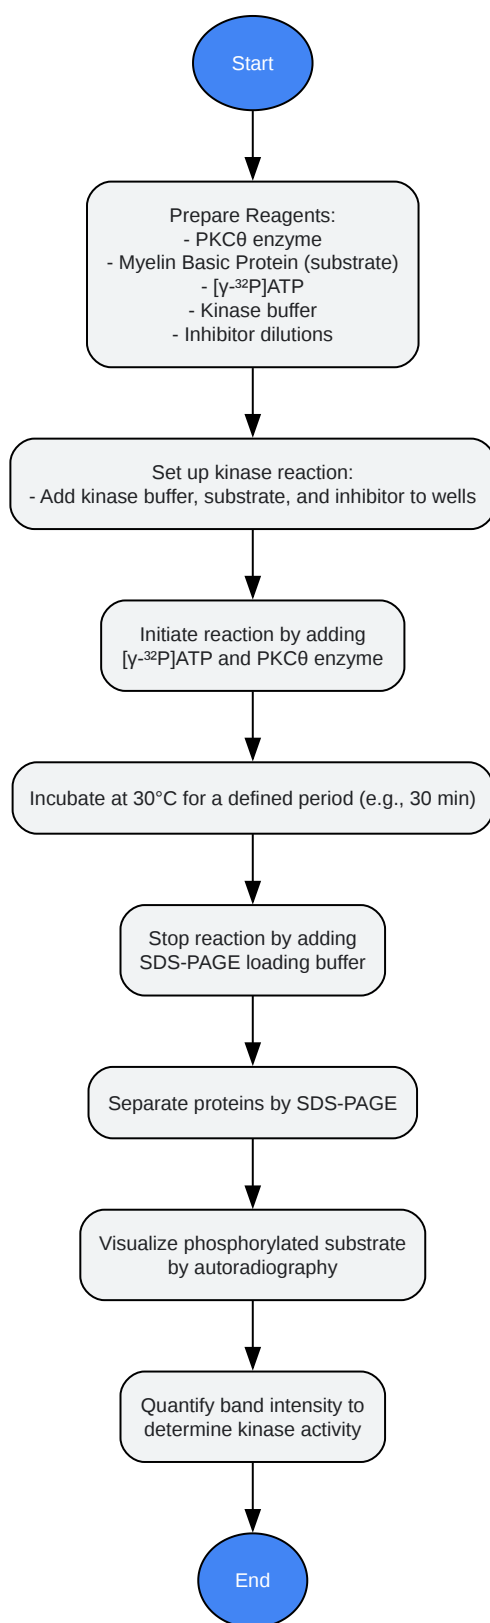 Start
Prepare Reagents:
- PKCθ enzyme
- Myelin Basic Protein (substrate)
- [γ-³²P]ATP
- Kinase buffer
- Inhibitor dilutions
Set up kinase reaction:
- Add kinase buffer, substrate, and inhibitor to wells
Initiate reaction by adding
[γ-³²P]ATP and PKCθ enzyme
Incubate at 30°C for a defined period (e.g., 30 min)
Stop reaction by adding
SDS-PAGE loading buffer
Separate proteins by SDS-PAGE
Visualize phosphorylated substrate
by autoradiography
Quantify band intensity to
determine kinase activity
End